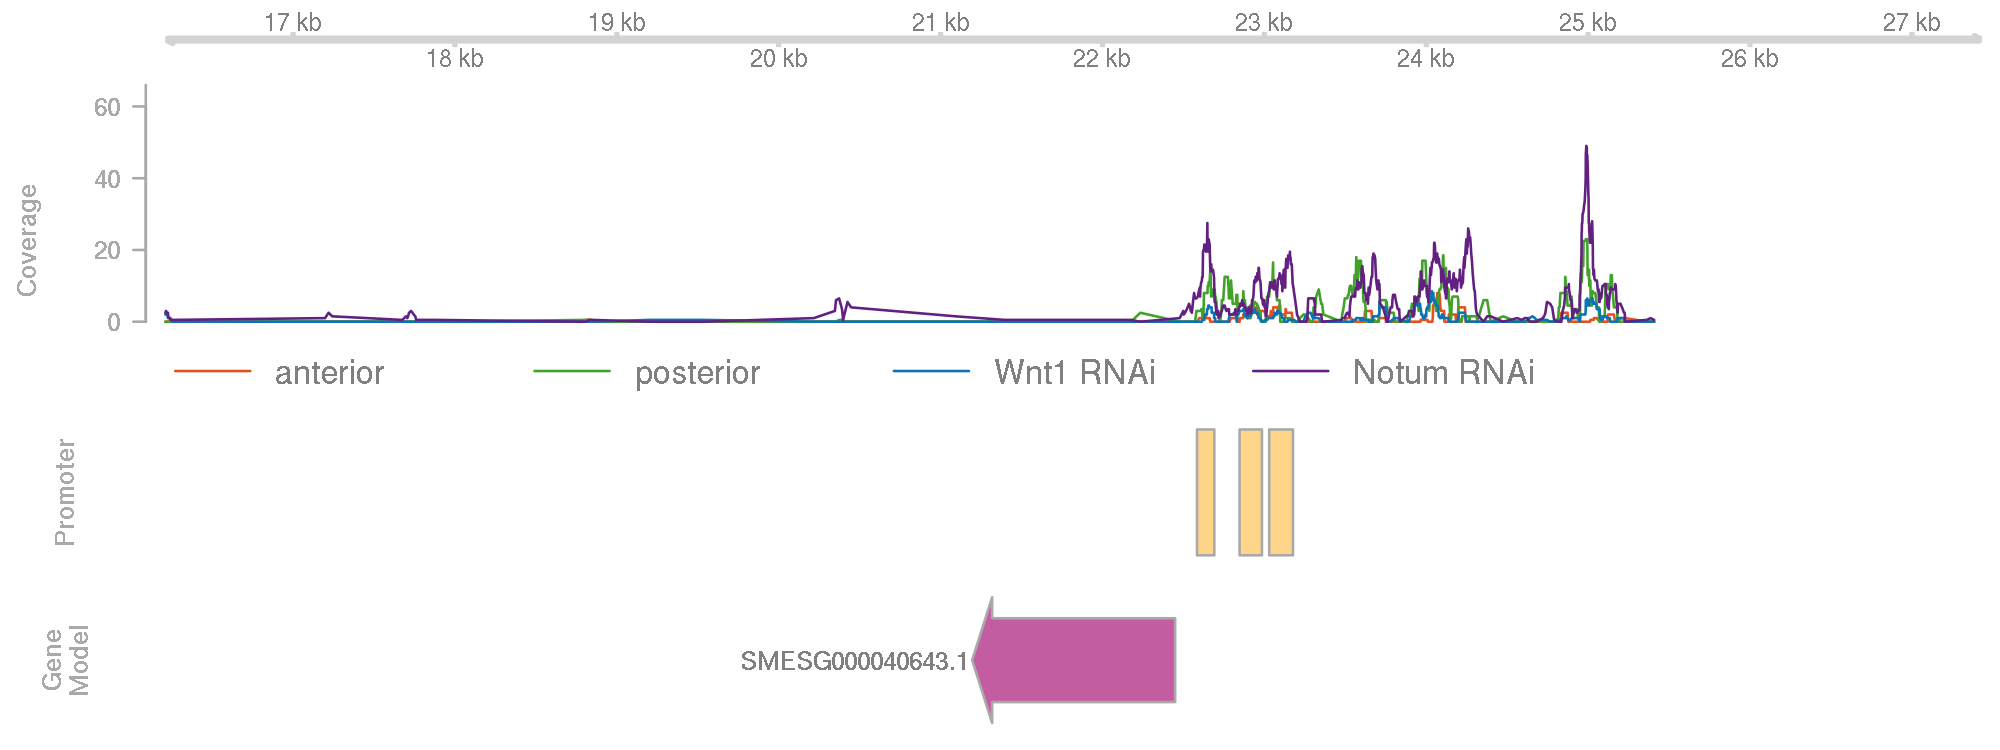 17 kb 19 kb 21 kb 23 kb 25 kb 27 kb
18 kb 20 kb 22 kb 24 kb 26 kb
Coverage
60
40
20
0
anterior posterior Wnt1 RNAi Notum RNAi
Promoter
Gene
Model
SMESG000040643.1